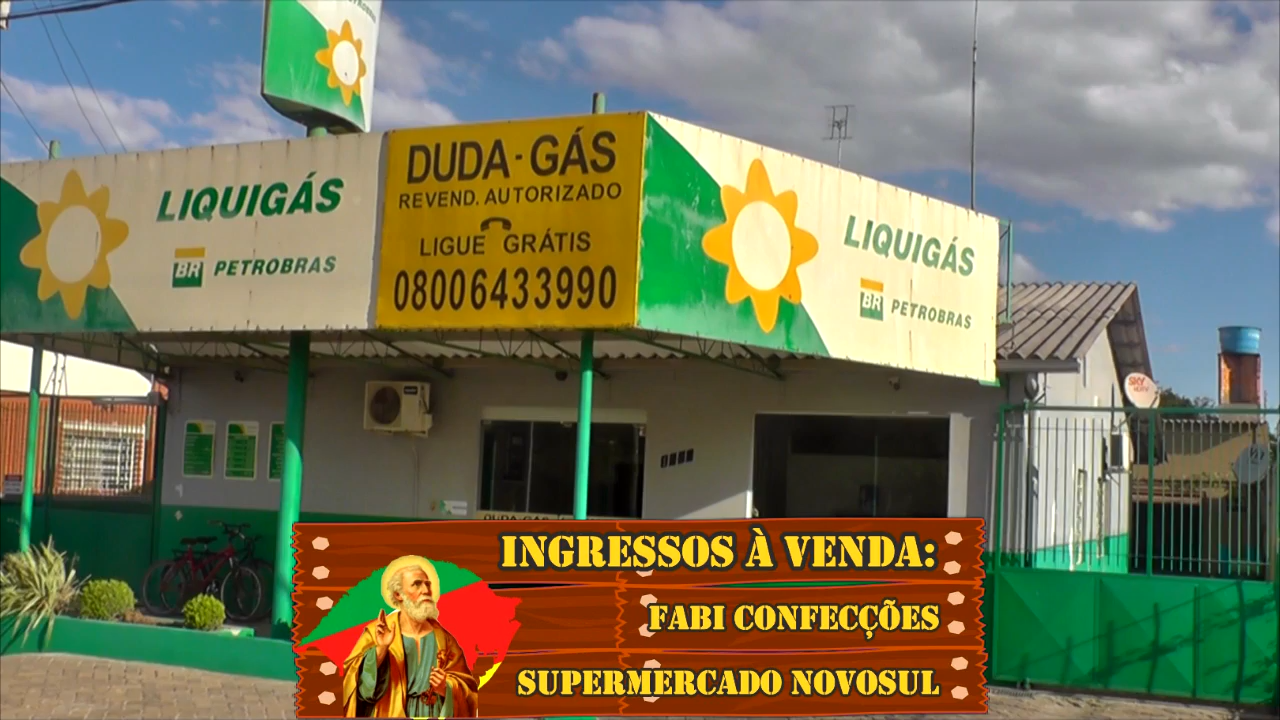 LIQUIGÁS
BR PETROBRAS
DUDA-GÁS
REVEND. AUTORIZADO
LIGUE GRÁTIS
08006433990
LIQUIGÁS
BR PETROBRAS
SKY
INGRESSOS À VENDA:
FABI CONFECÇÕES
SUPERMERCADO NOVOSUL